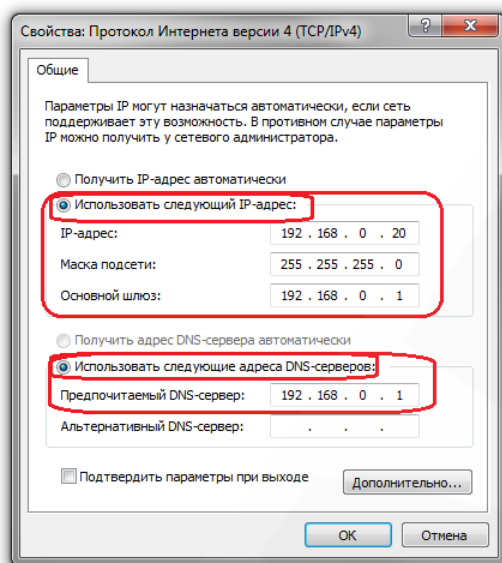 Свойства: Протокол Интернета версии 4 (TCP/IPv4)
Общие
Параметры IP могут назначаться автоматически, если сеть
поддерживает эту возможность. В противном случае параметры
IP можно получить у сетевого администратора.
Получить IP-адрес автоматически
Использовать следующий IP-адрес:
IP-адрес: 192 . 168 . 0 . 20
Маска подсети: 255 . 255 . 255 . 0
Основной шлюз: 192 . 168 . 0 . 1
Получить адрес DNS-сервера автоматически
Использовать следующие адреса DNS-серверов:
Предпочитаемый DNS-сервер: 192 . 168 . 0 . 1
Альтернативный DNS-сервер: . . .
Подтвердить параметры при выходе
Дополнительно...
OK Отмена